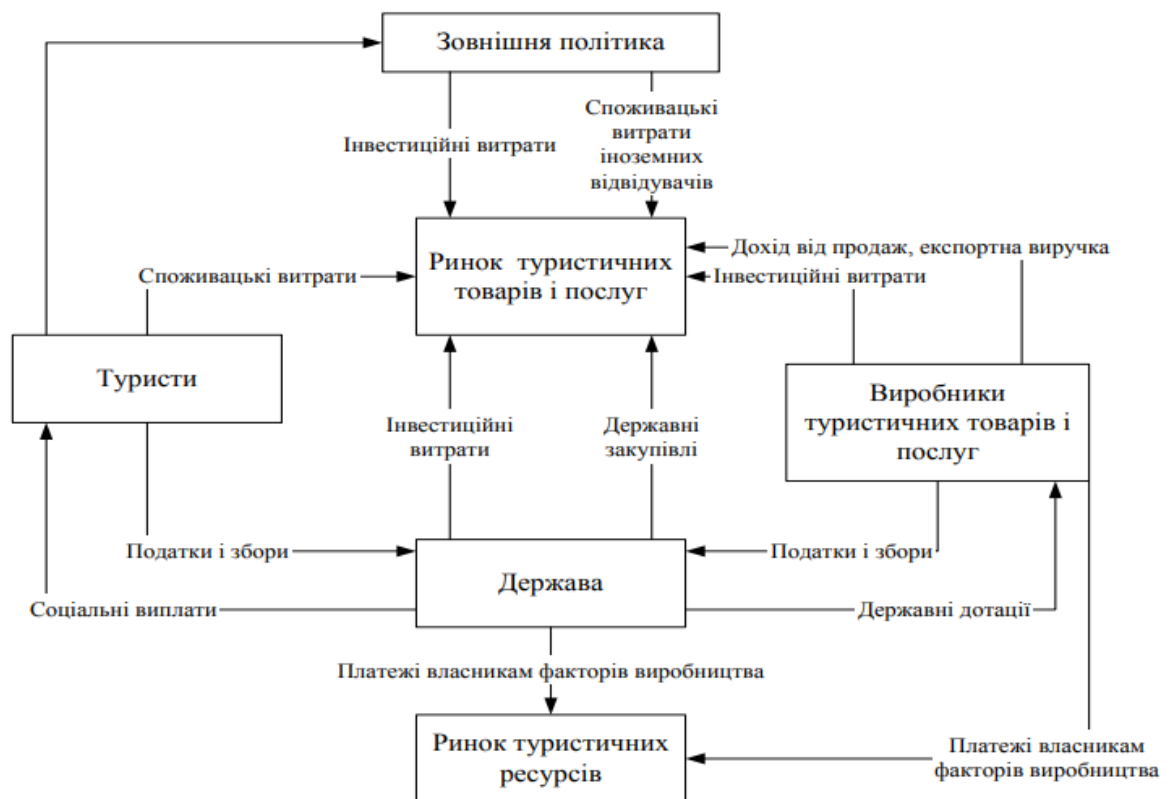 Зовнішня політика
Інвестиційні витрати
Споживацькі
витрати
іноземних
відвідувачів
Ринок туристичних
товарів і послуг
Дохід від продаж, експортна виручка
Інвестиційні витрати
Споживацькі витрати
Туристи
Виробники
туристичних товарів і
послуг
Інвестиційні
витрати
Державні
закупівлі
Податки і збори
Держава
Податки і збори
Соціальні виплати
Державні дотації
Платежі власникам факторів виробництва
Ринок туристичних
ресурсів
Платежі власникам
факторів виробництва